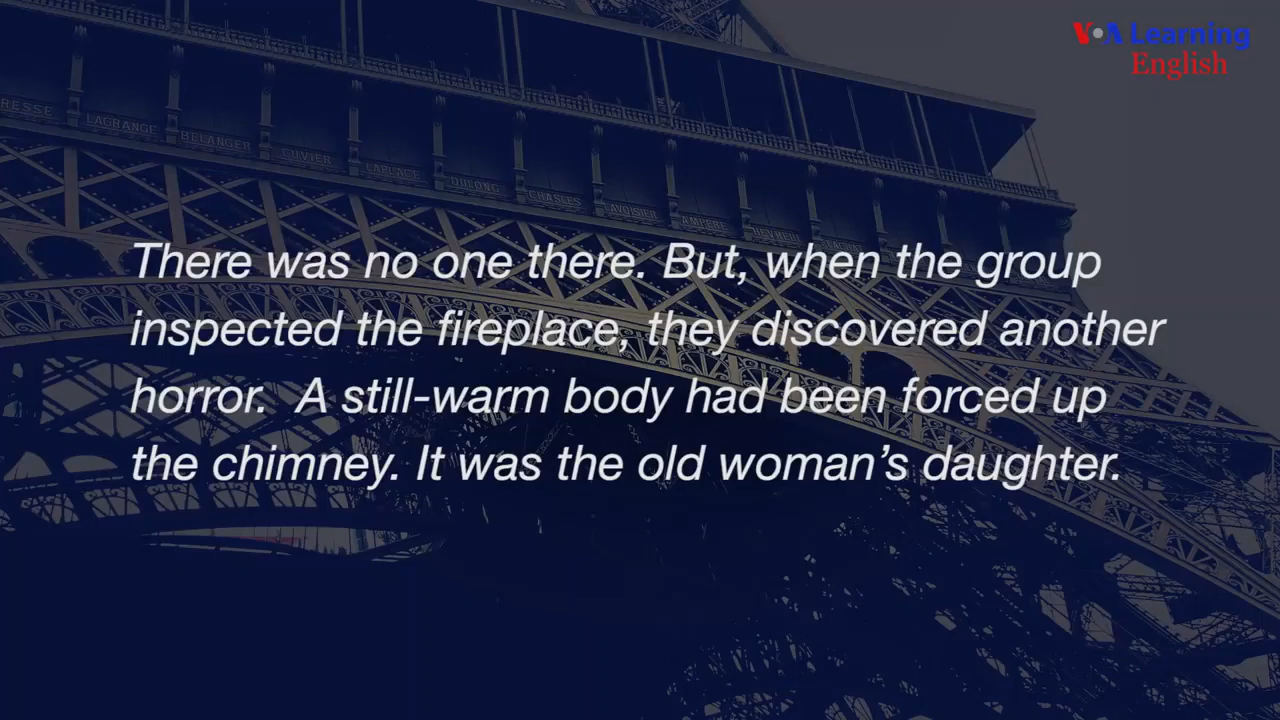 VOA Learning
English
RESSE LAGRANGE BELANGER CUVIER LAPLACE DULONG CHASLES LAVOISIER AMPERE CHEVREUL
There was no one there. But, when the group
inspected the fireplace, they discovered another
horror. A still-warm body had been forced up
the chimney. It was the old woman’s daughter.